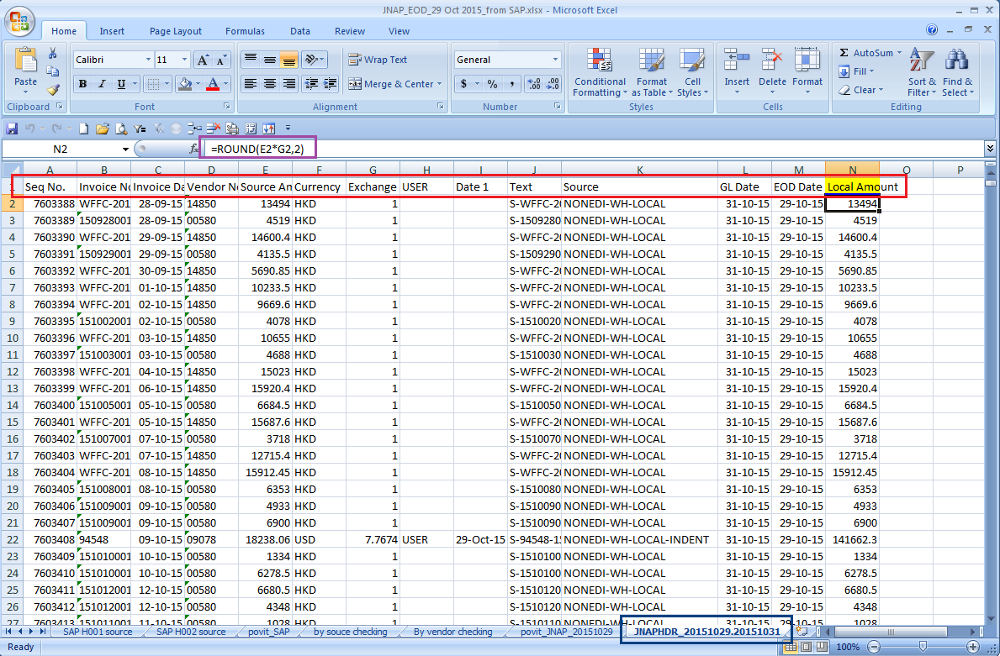 JNAP_EOD_29 Oct 2015_from SAP.xlsx - Microsoft Excel
Home Insert Page Layout Formulas Data Review View
Paste
Calibri 11
B I U
Wrap Text
Merge & Center
General
$ % ,
Conditional Formatting
Format as Table
Cell Styles
Insert Delete Format
Σ AutoSum
Fill
Clear
Sort & Filter
Find & Select
Clipboard Font Alignment Number Styles Cells Editing
N2 fx =ROUND(E2*G2,2)
A B C D E F G H I J K L M N O P
1 Seq No. Invoice No Invoice Da Vendor No Source An Currency Exchange USER Date 1 Text Source GL Date EOD Date Local Amount
2 7603388 WFFC-201 28-09-15 14850 13494 HKD 1 S-WFFC-20 NONEDI-WH-LOCAL 31-10-15 29-10-15 13494
3 7603389 150928001 28-09-15 00580 4519 HKD 1 S-1509280 NONEDI-WH-LOCAL 31-10-15 29-10-15 4519
4 7603390 WFFC-201 29-09-15 14850 14600.4 HKD 1 S-WFFC-20 NONEDI-WH-LOCAL 31-10-15 29-10-15 14600.4
5 7603391 150929001 29-09-15 00580 4135.5 HKD 1 S-1509290 NONEDI-WH-LOCAL 31-10-15 29-10-15 4135.5
6 7603392 WFFC-201 30-09-15 14850 5690.85 HKD 1 S-WFFC-20 NONEDI-WH-LOCAL 31-10-15 29-10-15 5690.85
7 7603393 WFFC-201 01-10-15 14850 10233.5 HKD 1 S-WFFC-20 NONEDI-WH-LOCAL 31-10-15 29-10-15 10233.5
8 7603394 WFFC-201 02-10-15 14850 9669.6 HKD 1 S-WFFC-20 NONEDI-WH-LOCAL 31-10-15 29-10-15 9669.6
9 7603395 151002001 02-10-15 00580 4078 HKD 1 S-1510020 NONEDI-WH-LOCAL 31-10-15 29-10-15 4078
10 7603396 WFFC-201 03-10-15 14850 10655 HKD 1 S-WFFC-20 NONEDI-WH-LOCAL 31-10-15 29-10-15 10655
11 7603397 151003001 03-10-15 00580 4688 HKD 1 S-1510030 NONEDI-WH-LOCAL 31-10-15 29-10-15 4688
12 7603398 WFFC-201 04-10-15 14850 15023 HKD 1 S-WFFC-20 NONEDI-WH-LOCAL 31-10-15 29-10-15 15023
13 7603399 WFFC-201 06-10-15 14850 15920.4 HKD 1 S-WFFC-20 NONEDI-WH-LOCAL 31-10-15 29-10-15 15920.4
14 7603400 151005001 05-10-15 00580 6684.5 HKD 1 S-1510050 NONEDI-WH-LOCAL 31-10-15 29-10-15 6684.5
15 7603401 WFFC-201 05-10-15 14850 15687.6 HKD 1 S-WFFC-20 NONEDI-WH-LOCAL 31-10-15 29-10-15 15687.6
16 7603402 151007001 07-10-15 00580 3718 HKD 1 S-1510070 NONEDI-WH-LOCAL 31-10-15 29-10-15 3718
17 7603403 WFFC-201 07-10-15 14850 12715.4 HKD 1 S-WFFC-20 NONEDI-WH-LOCAL 31-10-15 29-10-15 12715.4
18 7603404 WFFC-201 08-10-15 14850 15912.45 HKD 1 S-WFFC-20 NONEDI-WH-LOCAL 31-10-15 29-10-15 15912.45
19 7603405 151008001 08-10-15 00580 6353 HKD 1 S-1510080 NONEDI-WH-LOCAL 31-10-15 29-10-15 6353
20 7603406 151009001 09-10-15 00580 4933 HKD 1 S-1510090 NONEDI-WH-LOCAL 31-10-15 29-10-15 4933
21 7603407 151009001 09-10-15 00580 6900 HKD 1 S-1510090 NONEDI-WH-LOCAL 31-10-15 29-10-15 6900
22 7603408 94548 09-10-15 09078 18238.06 USD 7.7674 USER 29-Oct-15 S-94548-15 NONEDI-WH-LOCAL-INDENT 31-10-15 29-10-15 141662.3
23 7603409 151010001 10-10-15 00580 1334 HKD 1 S-1510100 NONEDI-WH-LOCAL 31-10-15 29-10-15 1334
24 7603410 151010001 10-10-15 00580 6278.5 HKD 1 S-1510100 NONEDI-WH-LOCAL 31-10-15 29-10-15 6278.5
25 7603411 151012001 12-10-15 00580 6680.5 HKD 1 S-1510120 NONEDI-WH-LOCAL 31-10-15 29-10-15 6680.5
26 7603412 151012001 12-10-15 00580 4348 HKD 1 S-1510120 NONEDI-WH-LOCAL 31-10-15 29-10-15 4348
27 7603413 151011001 11-10-15 00580 1028 HKD 1 S-1510110 NONEDI-WH-LOCAL 31-10-15 29-10-15 1028
SAP H001 source SAP H002 source povit_SAP by souce checking By vendor checking povit_JNAP_20151029 JNAPHDR_20151029.20151031
Ready 100%